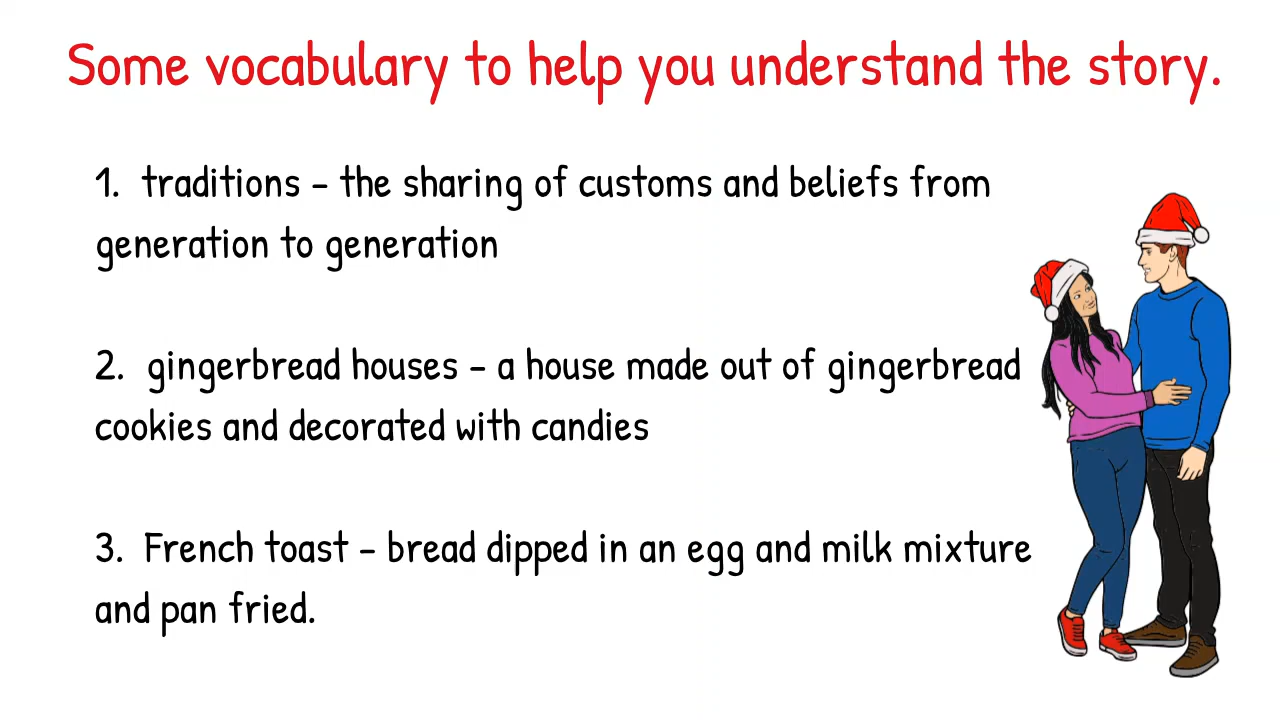 Some vocabulary to help you understand the story.
1. traditions - the sharing of customs and beliefs from
generation to generation
2. gingerbread houses - a house made out of gingerbread
cookies and decorated with candies
3. French toast - bread dipped in an egg and milk mixture
and pan fried.